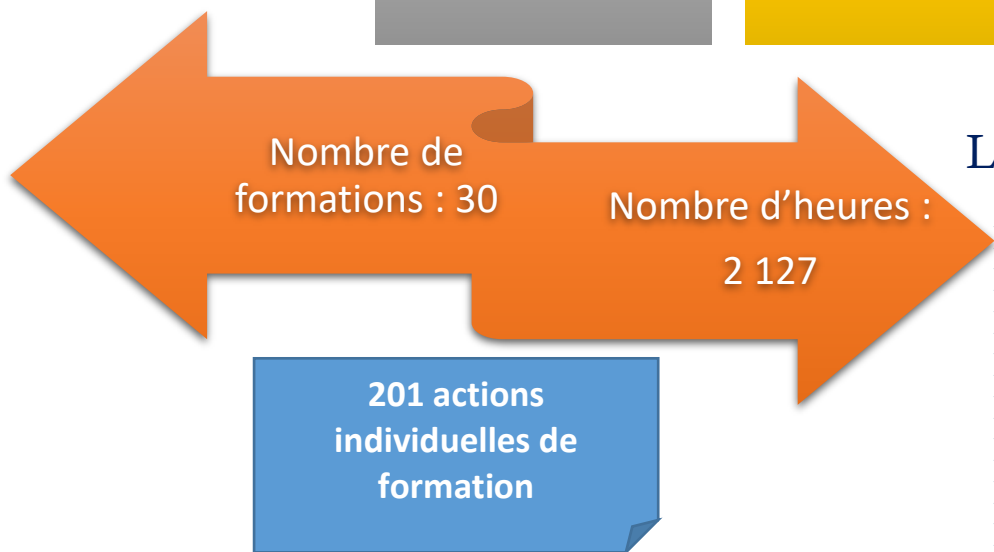 Nombre de
formations : 30
Nombre d’heures :
2 127
L
201 actions
individuelles de
formation